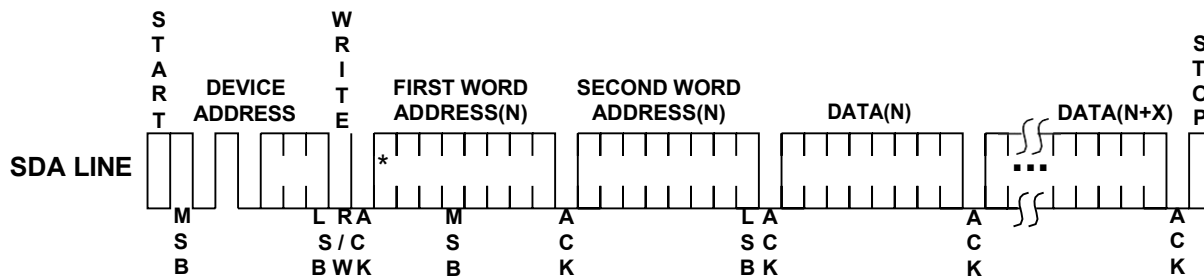 START
WRITE
STOP
DEVICE
ADDRESS
FIRST WORD
ADDRESS(N)
SECOND WORD
ADDRESS(N)
DATA(N)
DATA(N+X)
SDA LINE
*
...
MSB
LSB
R/W
ACK
MSB
ACK
LSB
ACK
ACK
ACK